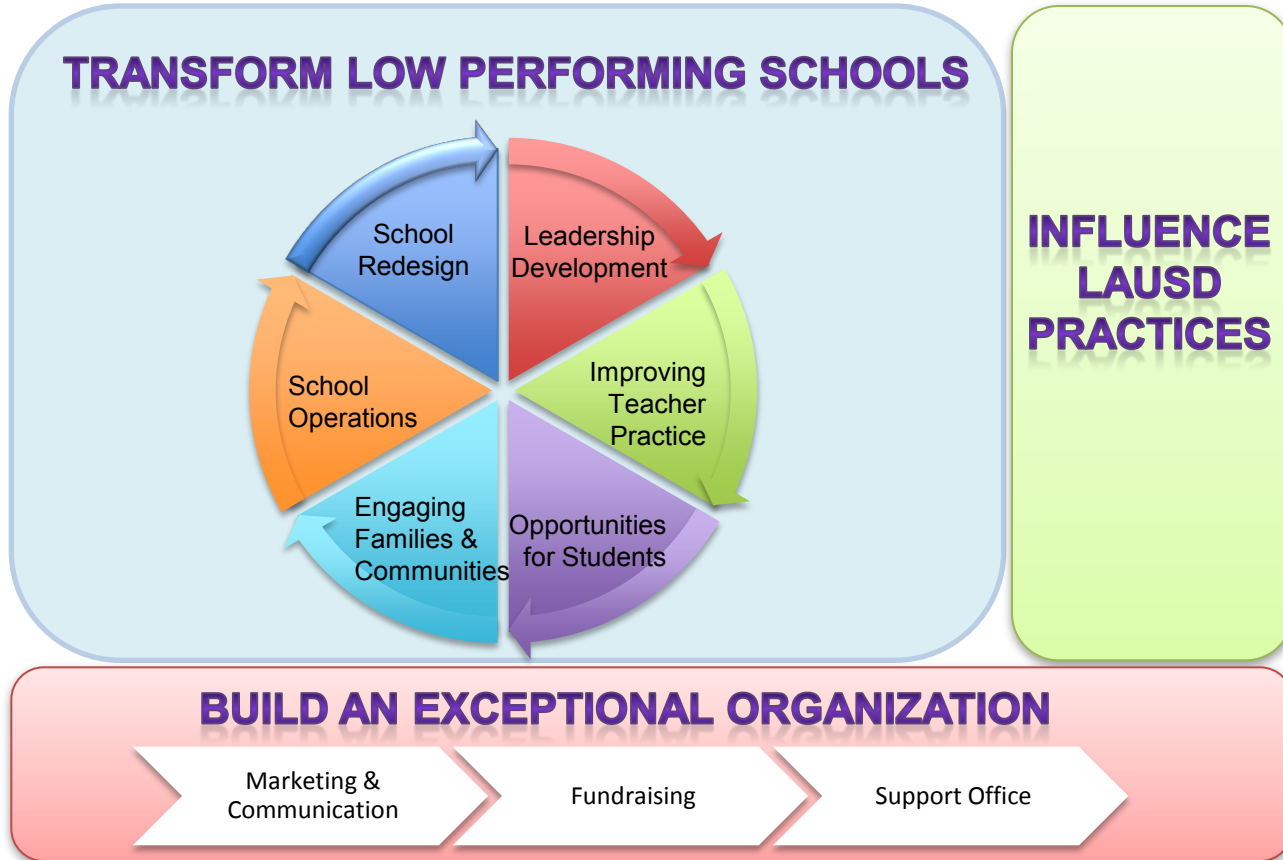 TRANSFORM LOW PERFORMING SCHOOLS
School
Redesign
Leadership
Development
Improving
Teacher
Practice
Opportunities
for Students
Engaging
Families &
Communities
School
Operations
INFLUENCE
LAUSD
PRACTICES
BUILD AN EXCEPTIONAL ORGANIZATION
Marketing &
Communication
Fundraising
Support Office